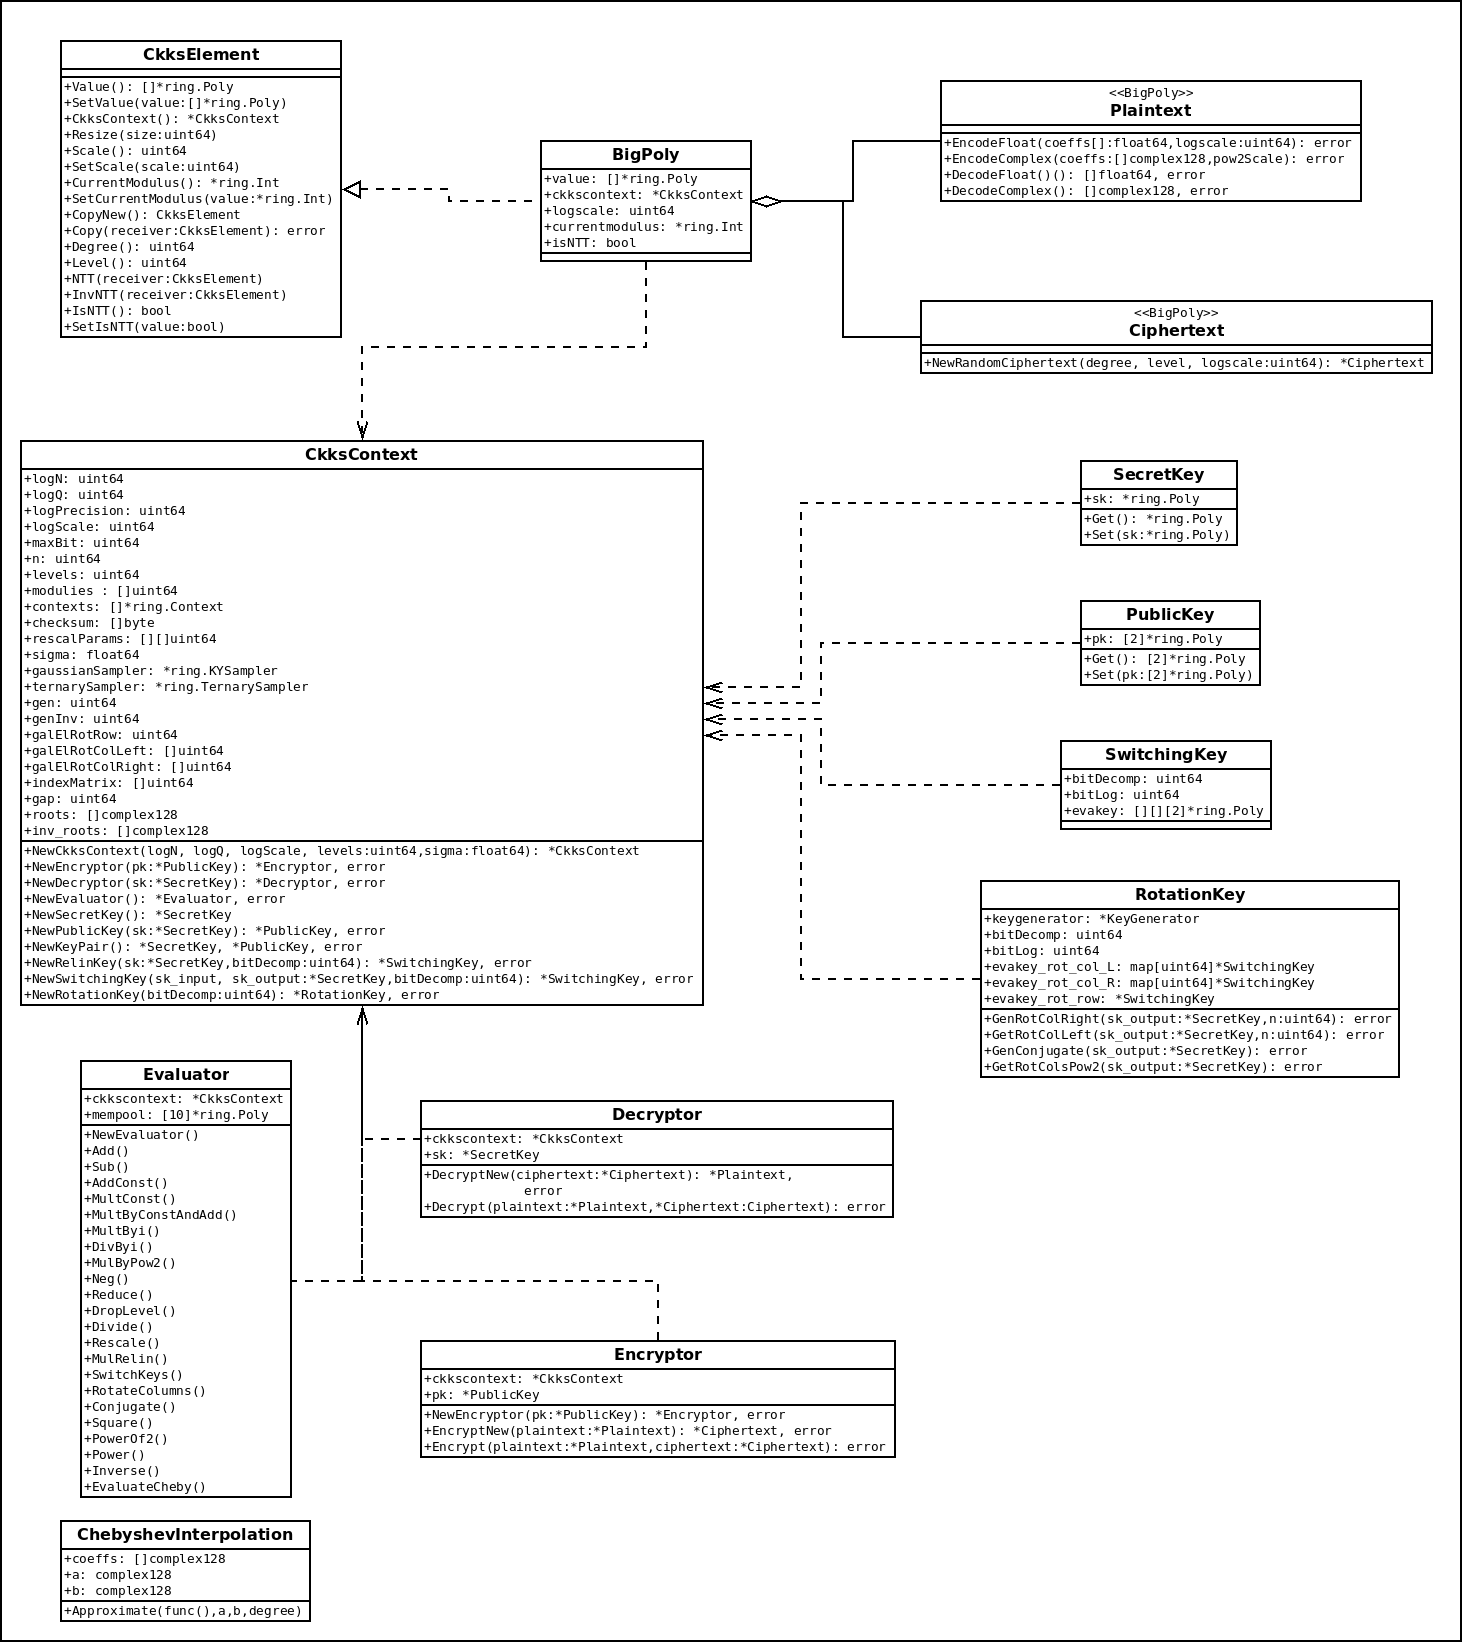 CkksElement
+Value(): []*ring.Poly
+SetValue(value:[]*ring.Poly)
+CkksContext(): *CkksContext
+Resize(size:uint64)
+Scale(): uint64
+SetScale(scale:uint64)
+CurrentModulus(): *ring.Int
+SetCurrentModulus(value:*ring.Int)
+CopyNew(): CkksElement
+Copy(receiver:CkksElement): error
+Degree(): uint64
+Level(): uint64
+NTT(receiver:CkksElement)
+InvNTT(receiver:CkksElement)
+IsNTT(): bool
+SetIsNTT(value:bool)
BigPoly
+value: []*ring.Poly
+ckkscontext: *CkksContext
+logscale: uint64
+currentmodulus: *ring.Int
+isNTT: bool
<<BigPoly>>
Plaintext
+EncodeFloat(coeffs[]:float64,logscale:uint64): error
+EncodeComplex(coeffs:[]complex128,pow2Scale): error
+DecodeFloat()(): []float64, error
+DecodeComplex(): []complex128, error
<<BigPoly>>
Ciphertext
+NewRandomCiphertext(degree, level, logscale:uint64): *Ciphertext
CkksContext
+logN: uint64
+logQ: uint64
+logPrecision: uint64
+logScale: uint64
+maxBit: uint64
+n: uint64
+levels: uint64
+modulies : []uint64
+contexts: []*ring.Context
+checksum: []byte
+rescalParams: [][]uint64
+sigma: float64
+gaussianSampler: *ring.KYSampler
+ternarySampler: *ring.TernarySampler
+gen: uint64
+genInv: uint64
+galElRotRow: uint64
+galElRotColLeft: []uint64
+galElRotColRight: []uint64
+indexMatrix: []uint64
+gap: uint64
+roots: []complex128
+inv_roots: []complex128
+NewCkksContext(logN, logQ, logScale, levels:uint64,sigma:float64): *CkksContext
+NewEncryptor(pk:*PublicKey): *Encryptor, error
+NewDecryptor(sk:*SecretKey): *Decryptor, error
+NewEvaluator(): *Evaluator, error
+NewSecretKey(): *SecretKey
+NewPublicKey(sk:*SecretKey): *PublicKey, error
+NewKeyPair(): *SecretKey, *PublicKey, error
+NewRelinKey(sk:*SecretKey,bitDecomp:uint64): *SwitchingKey, error
+NewSwitchingKey(sk_input, sk_output:*SecretKey,bitDecomp:uint64): *SwitchingKey, error
+NewRotationKey(bitDecomp:uint64): *RotationKey, error
SecretKey
+sk: *ring.Poly
+Get(): *ring.Poly
+Set(sk:*ring.Poly)
PublicKey
+pk: [2]*ring.Poly
+Get(): [2]*ring.Poly
+Set(pk:[2]*ring.Poly)
SwitchingKey
+bitDecomp: uint64
+bitLog: uint64
+evakey: [][][2]*ring.Poly
RotationKey
+keygenerator: *KeyGenerator
+bitDecomp: uint64
+bitLog: uint64
+evakey_rot_col_L: map[uint64]*SwitchingKey
+evakey_rot_col_R: map[uint64]*SwitchingKey
+evakey_rot_row: *SwitchingKey
+GenRotColRight(sk_output:*SecretKey,n:uint64): error
+GetRotColLeft(sk_output:*SecretKey,n:uint64): error
+GenConjugate(sk_output:*SecretKey): error
+GetRotColsPow2(sk_output:*SecretKey): error
Evaluator
+ckkscontext: *CkksContext
+mempool: [10]*ring.Poly
+NewEvaluator()
+Add()
+Sub()
+AddConst()
+MultConst()
+MultByConstAndAdd()
+MultByi()
+DivByi()
+MulByPow2()
+Neg()
+Reduce()
+DropLevel()
+Divide()
+Rescale()
+MulRelin()
+SwitchKeys()
+RotateColumns()
+Conjugate()
+Square()
+PowerOf2()
+Power()
+Inverse()
+EvaluateCheby()
Decryptor
+ckkscontext: *CkksContext
+sk: *SecretKey
+DecryptNew(ciphertext:*Ciphertext): *Plaintext,
error
+Decrypt(plaintext:*Plaintext,*Ciphertext:Ciphertext): error
Encryptor
+ckkscontext: *CkksContext
+pk: *PublicKey
+NewEncryptor(pk:*PublicKey): *Encryptor, error
+EncryptNew(plaintext:*Plaintext): *Ciphertext, error
+Encrypt(plaintext:*Plaintext,ciphertext:*Ciphertext): error
ChebyshevInterpolation
+coeffs: []complex128
+a: complex128
+b: complex128
+Approximate(func(),a,b,degree)